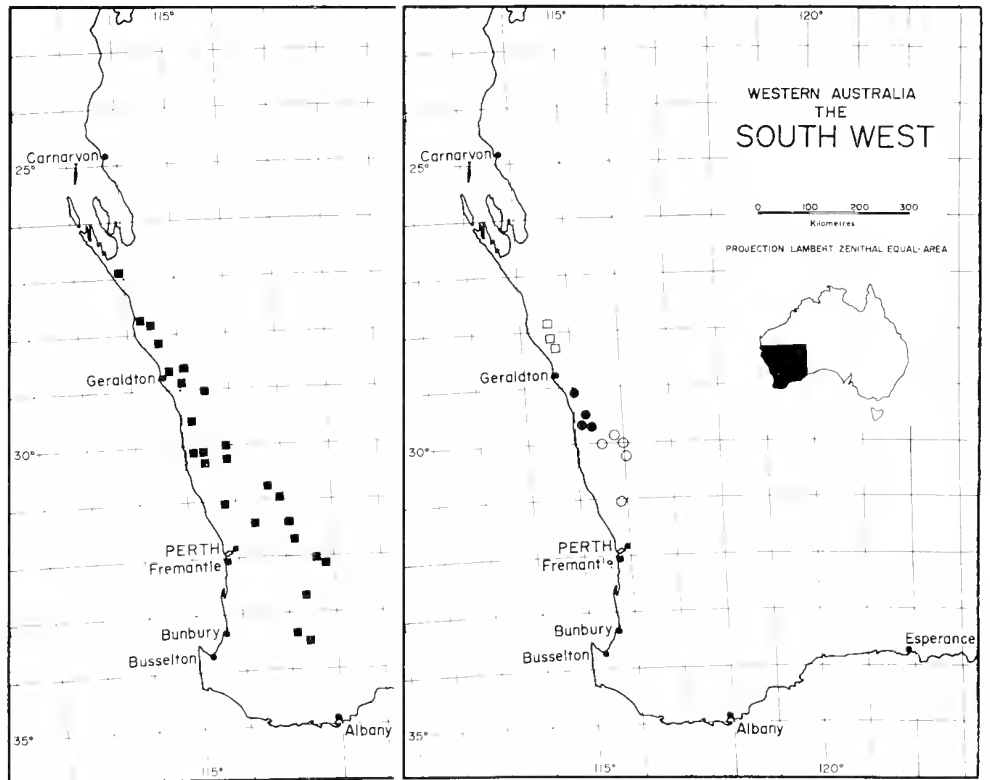 115°
Carnarvon
25°
Geraldton
30°
PERTH
Fremantle
Bunbury
Busselton
Albany
35°
115°
115°
120°
WESTERN AUSTRALIA
THE
SOUTH WEST
0 100 200 300
Kilometres
PROJECTION LAMBERT ZENITHAL EQUAL-AREA
Carnarvon
25°
Geraldton
30°
PERTH
Bunbury
Busselton
Esperance
Albany
35°
115°
120°